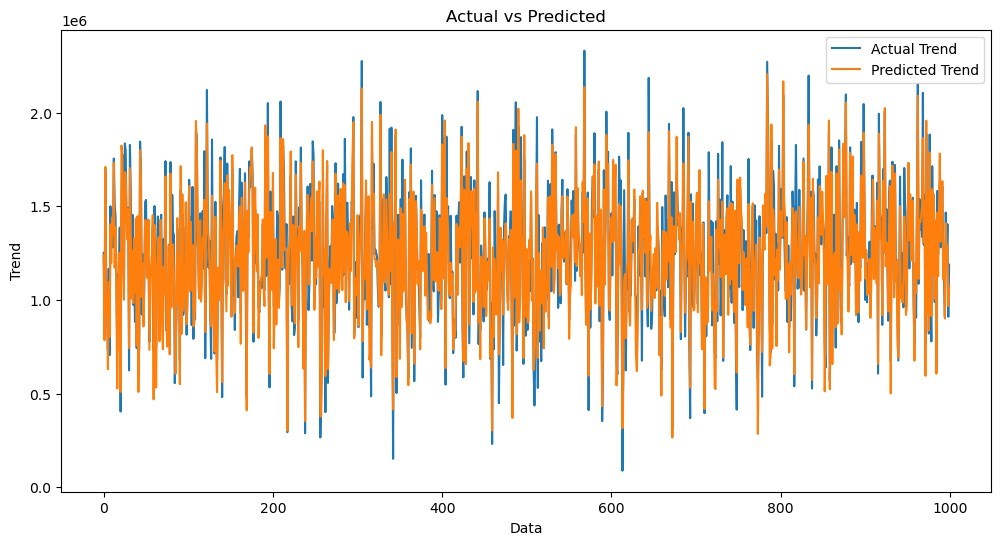 Actual vs Predicted
1e6
Actual Trend
Predicted Trend
2.0
1.5
1.0
0.5
0.0
Trend
0 200 400 600 800 1000
Data